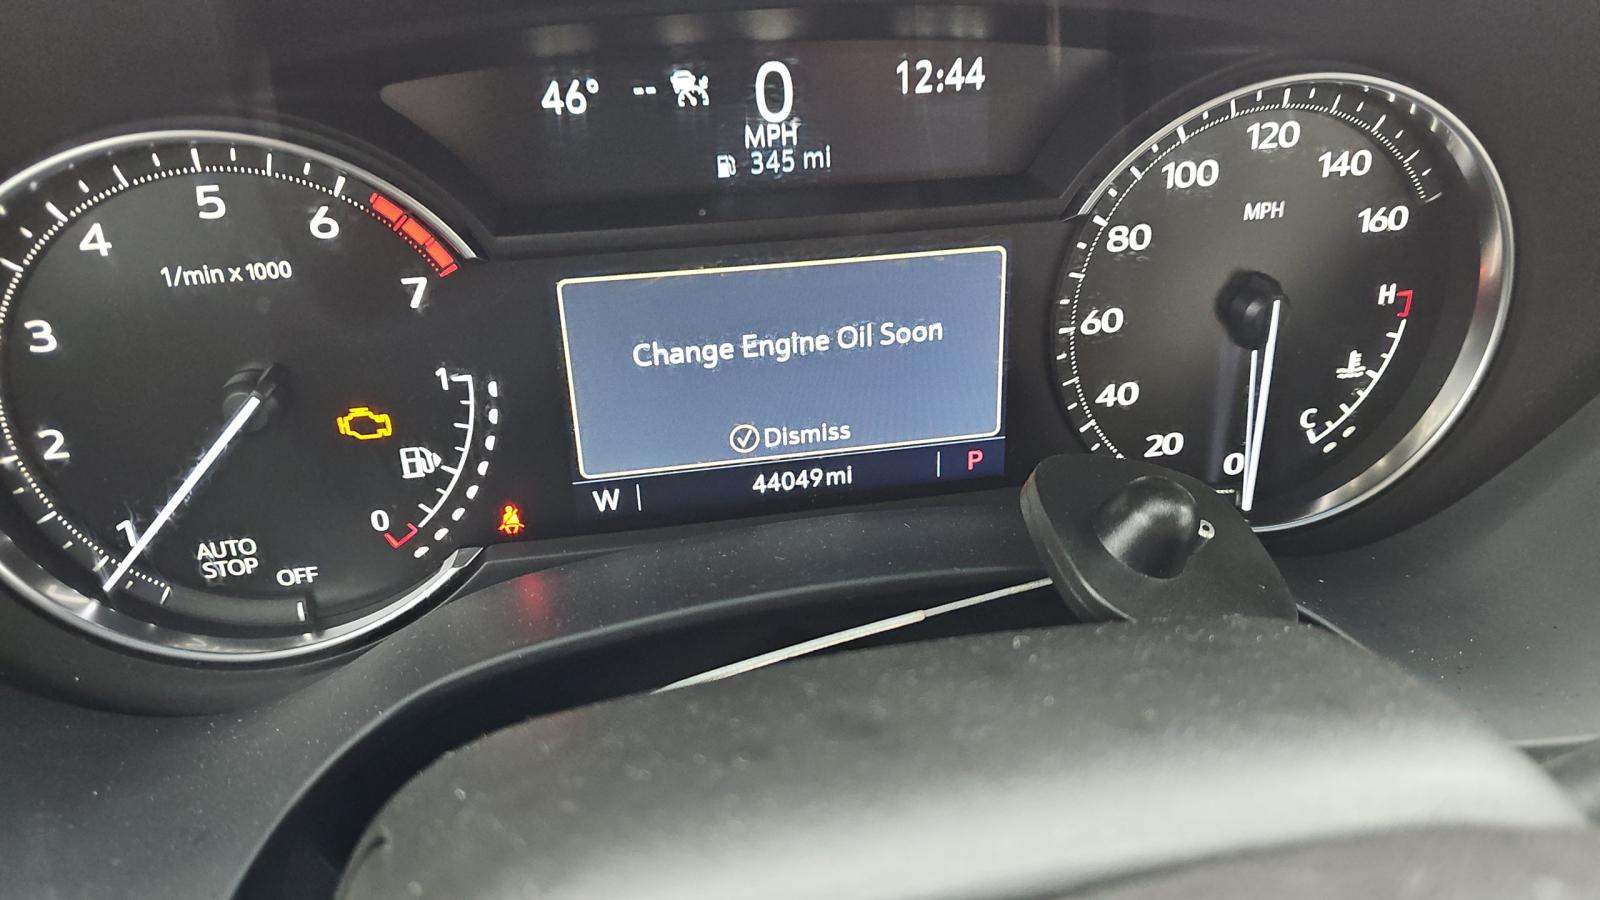 46° -- 0 12:44
MPH
345 mi
1 2 3 4 5 6 7
1/min x 1000
AUTO
STOP
OFF
1
0
Change Engine Oil Soon
Dismiss
W 44049 mi P
0 20 40 60 80 100 120 140 160
MPH
H
C